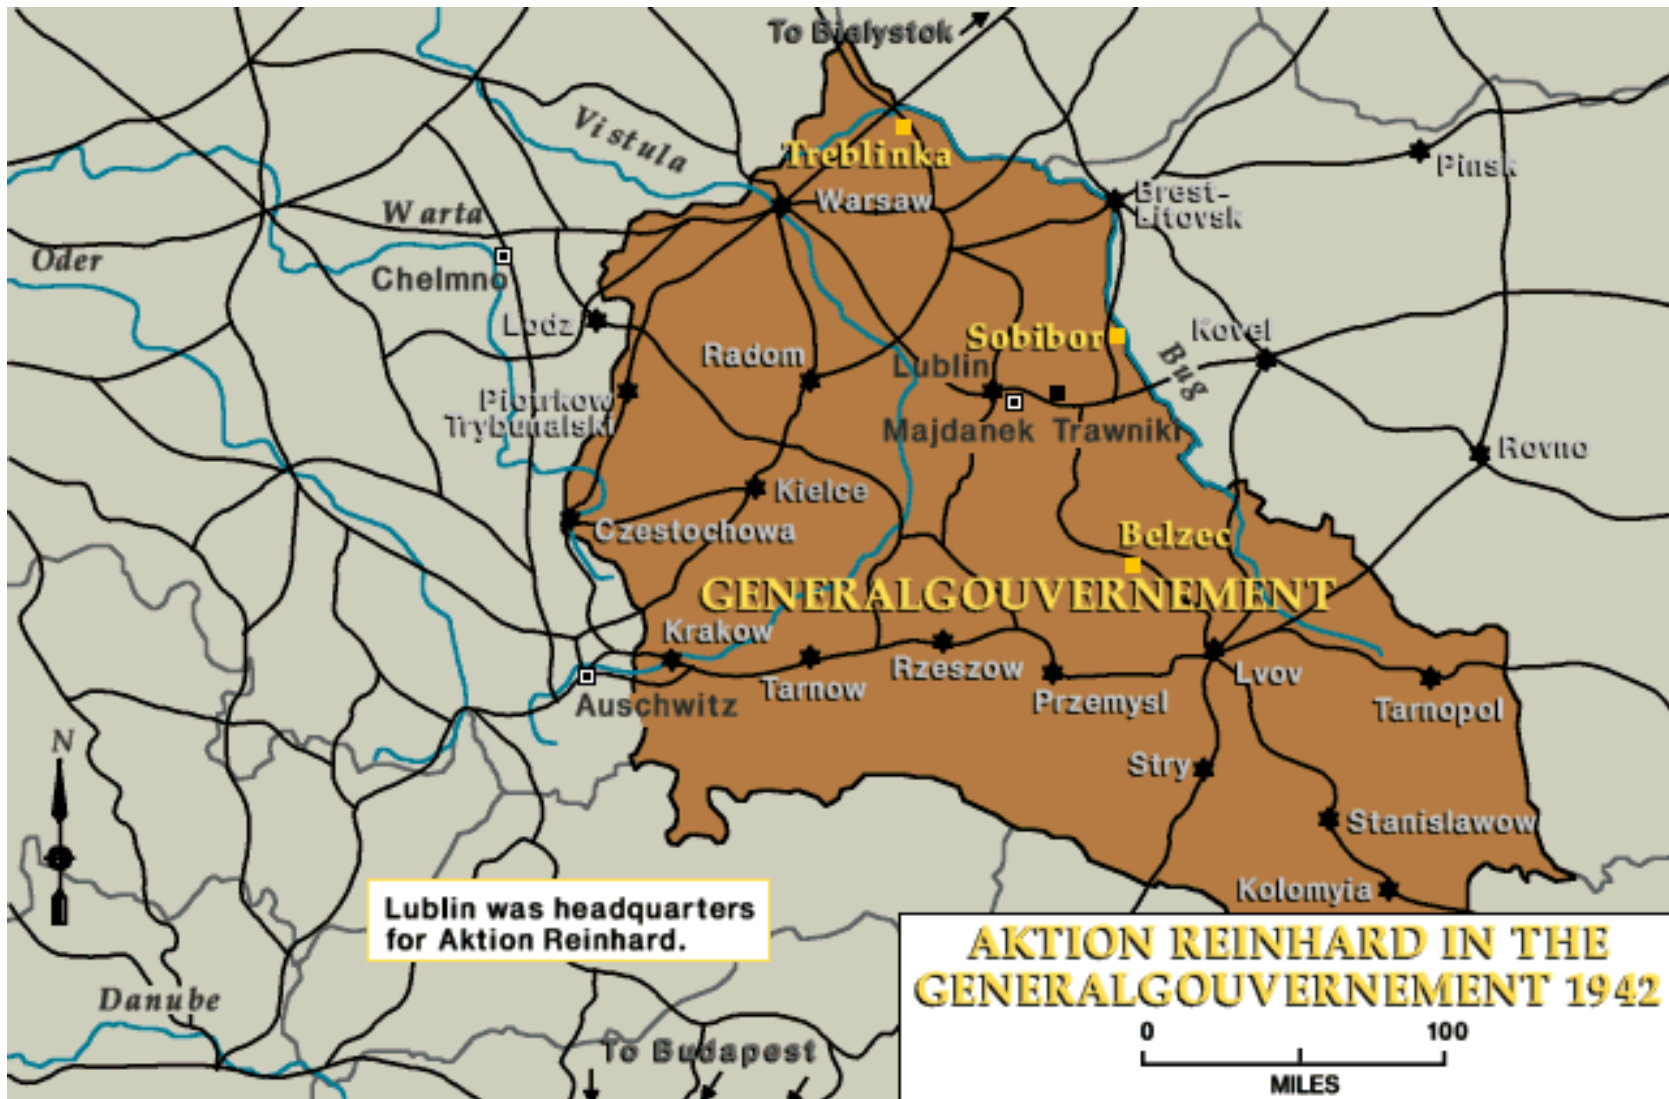 To Bialystok
Vistula
Treblinka
Pinsk
Warsaw
Brest-
Litovsk
Warta
Oder
Chelmno
Lodz
Sobibor
Kovel
Radom
Lublin
Bug
Piotrkow
Trybunalski
Majdanek
Trawniki
Rovno
Kielce
Czestochowa
Belzec
GENERALGOUVERNEMENT
Krakow
Rzeszow
Lvov
Tarnow
Przemysl
Auschwitz
Tarnopol
N
Stry
Stanislawow
Kolomyia
Lublin was headquarters
for Aktion Reinhard.
AKTION REINHARD IN THE
GENERALGOUVERNEMENT 1942
Danube
0 100
MILES
To Budapest